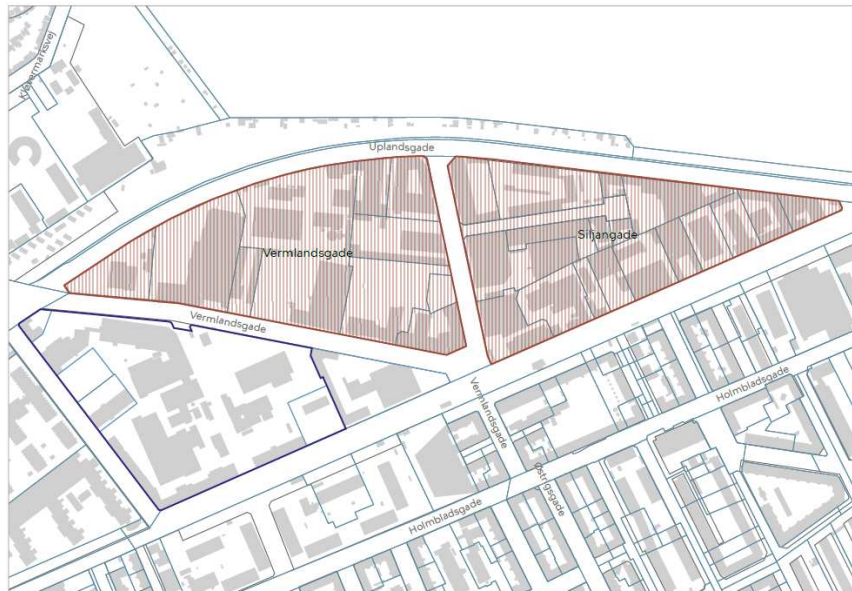 Kløvermarksvej
Uplandsgade
Vermlandsgade
Siljangade
Vermlandsgade
Vermlandsgade
Holmbladsgade
Østrigsgade
Holmbladsgade